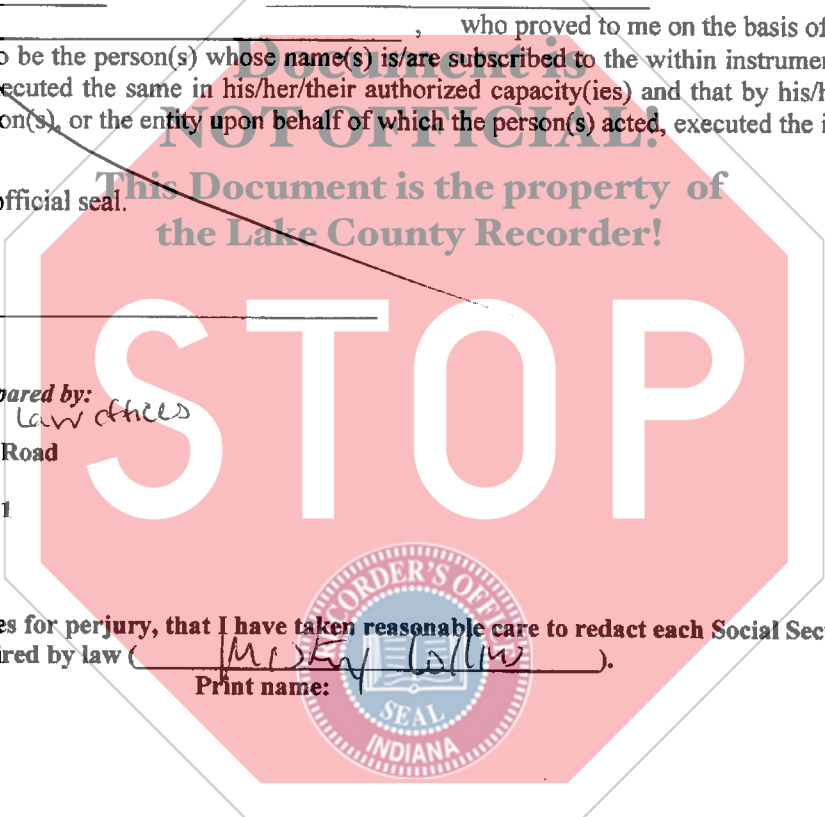 , who proved to me on the basis of
o be the person(s) whose name(s) is/are subscribed to the within instrumen
Document is
ecuted the same in his/her/their authorized capacity(ies) and that by his/h
on(s), or the entity upon behalf of which the person(s) acted, executed the i
NOT OFFICIAL!
This Document is the property of
official seal.
the Lake County Recorder!
STOP
pared by:
Law offices
Road
1
es for perjury, that I have taken reasonable care to redact each Social Sec
ired by law ( Misty Collins ).
Print name:
RECORDER'S OFFI
SEAL
INDIANA